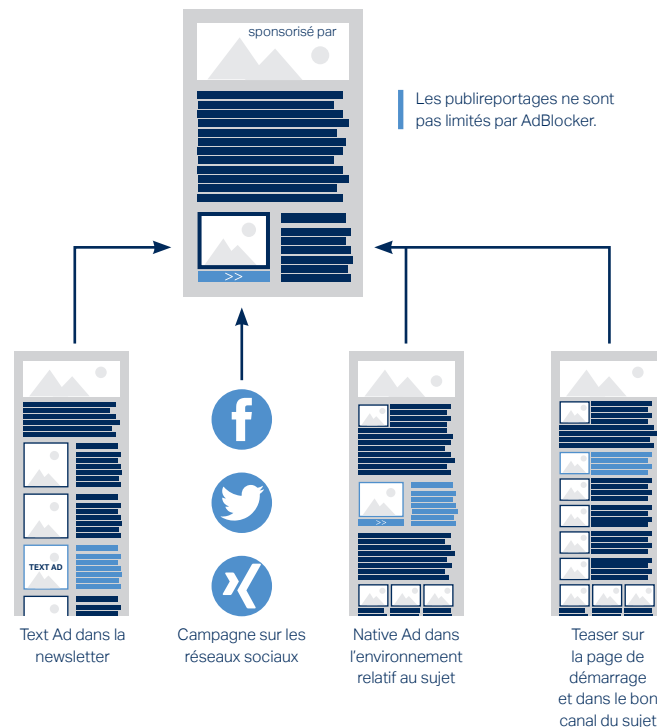 sponsorisé par
Les publireportages ne sont
pas limités par AdBlocker.
>>
>>
TEXT AD
Text Ad dans la
newsletter
Campagne sur les
réseaux sociaux
Native Ad dans
l'environnement
relatif au sujet
Teaser sur
la page de
démarrage
et dans le bon
canal du sujet